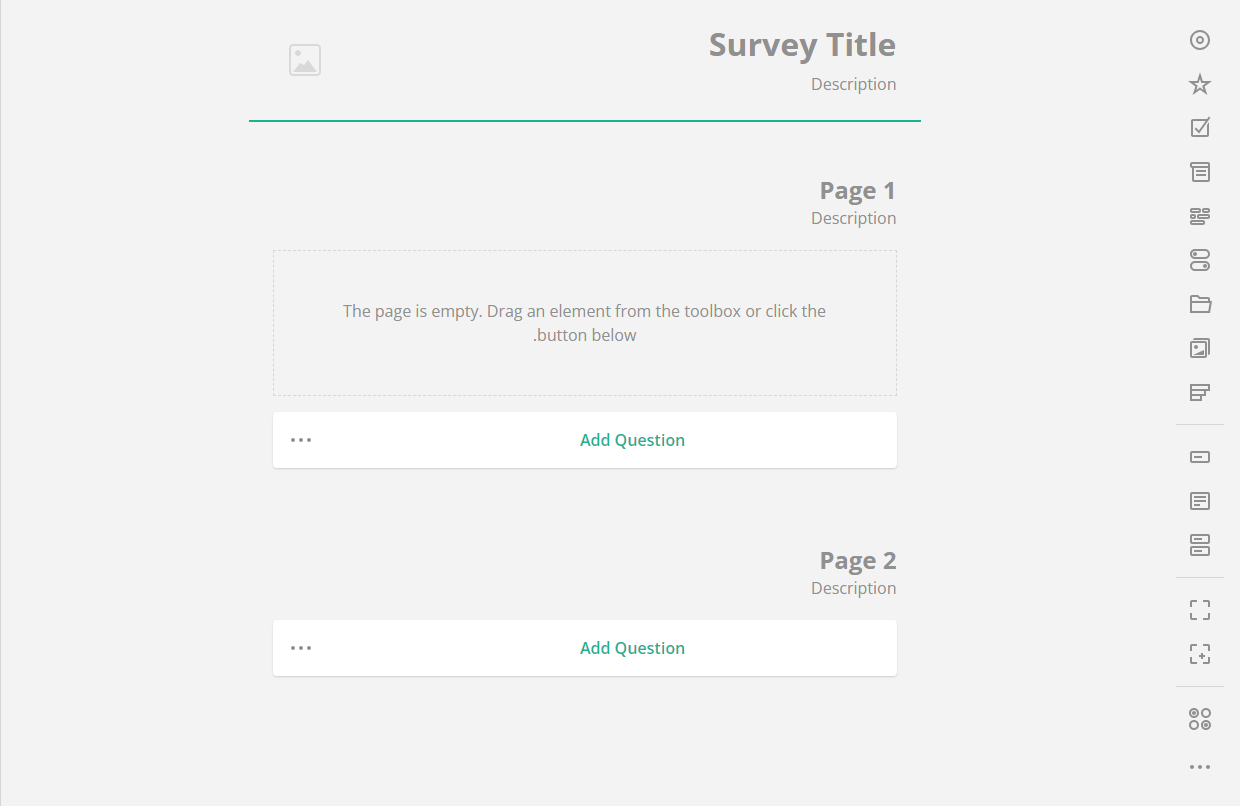 Survey Title
Description
Page 1
Description
The page is empty. Drag an element from the toolbox or click the
.button below
Add Question
Page 2
Description
Add Question